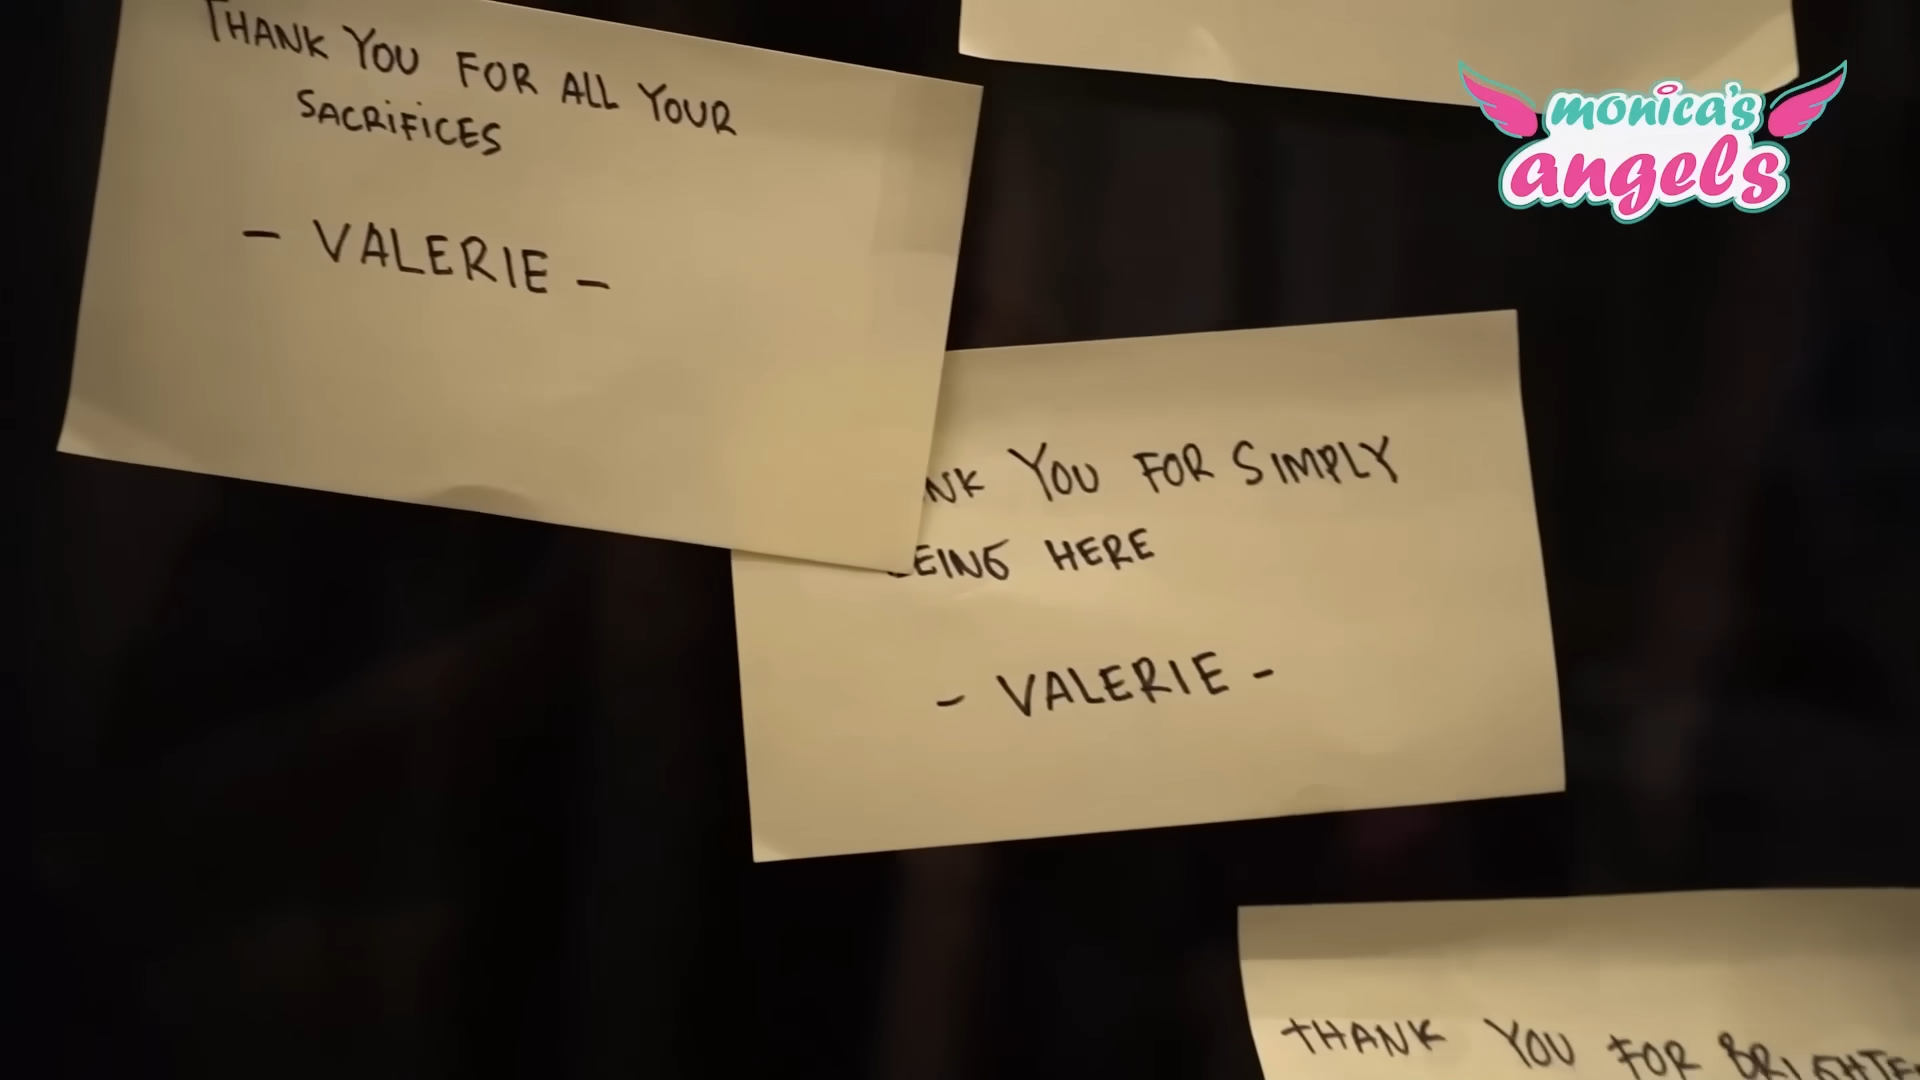 THANK YOU FOR ALL YOUR
SACRIFICES
- VALERIE -
monica's
angels
YOU FOR SIMPLY
HERE
- VALERIE -
THANK YOU FOR